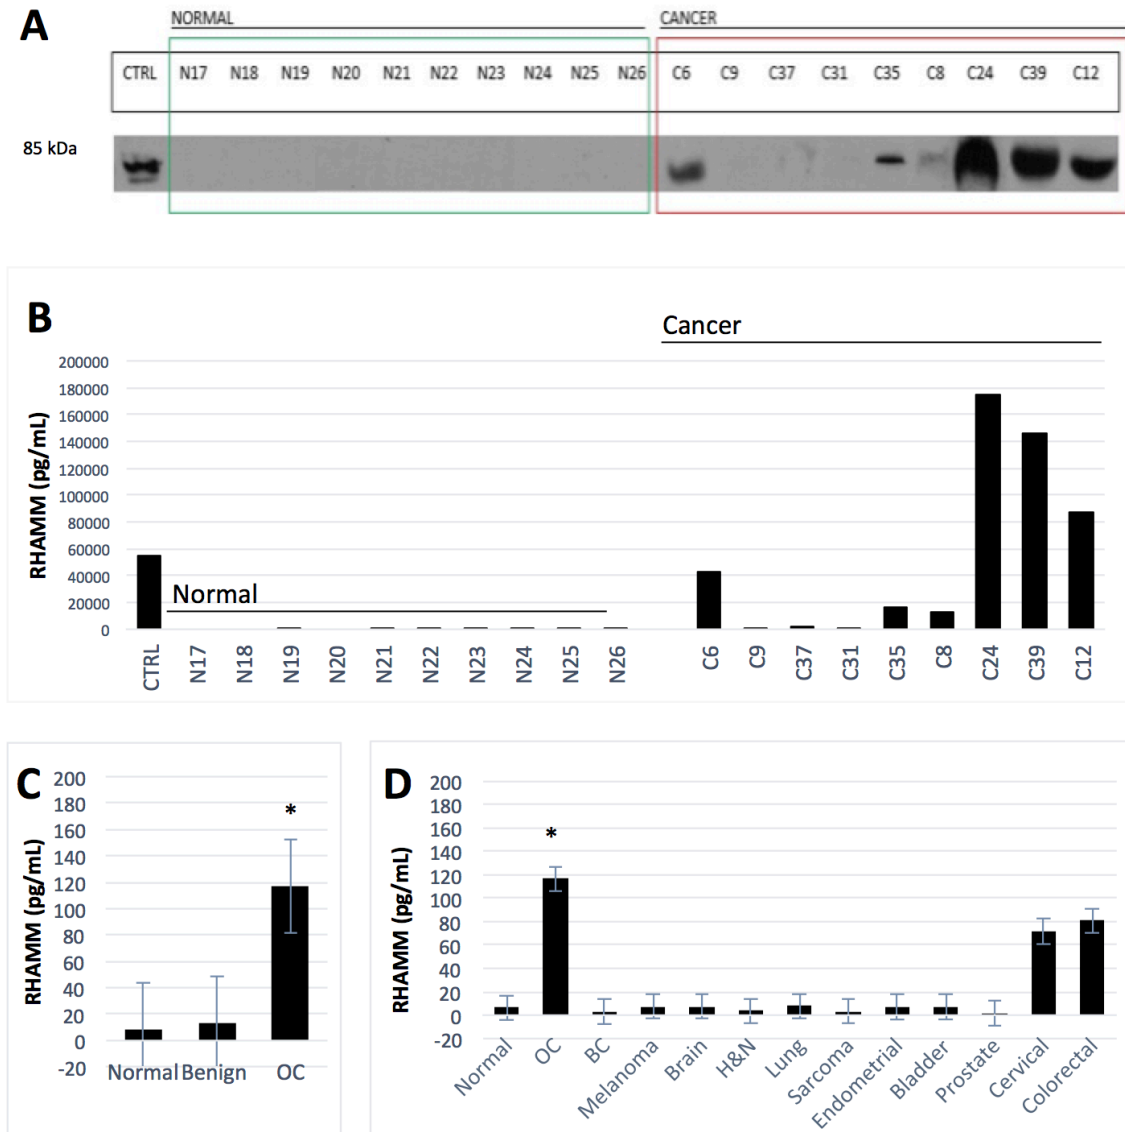 A
NORMAL CANCER
CTRL N17 N18 N19 N20 N21 N22 N23 N24 N25 N26 C6 C9 C37 C31 C35 C8 C24 C39 C12
85 kDa
B
Cancer
RHAMM (pg/mL)
200000
180000
160000
140000
120000
100000
80000
60000
40000
20000
0
Normal
CTRL N17 N18 N19 N20 N21 N22 N23 N24 N25 N26 C6 C9 C37 C31 C35 C8 C24 C39 C12
C
RHAMM (pg/mL)
200
180
160
140
120
100
80
60
40
20
0
-20
*
Normal Benign OC
D
RHAMM (pg/mL)
200
180
160
140
120
100
80
60
40
20
0
-20
*
Normal OC BC Melanoma Brain H&N Lung Sarcoma Endometrial Bladder Prostate Cervical Colorectal